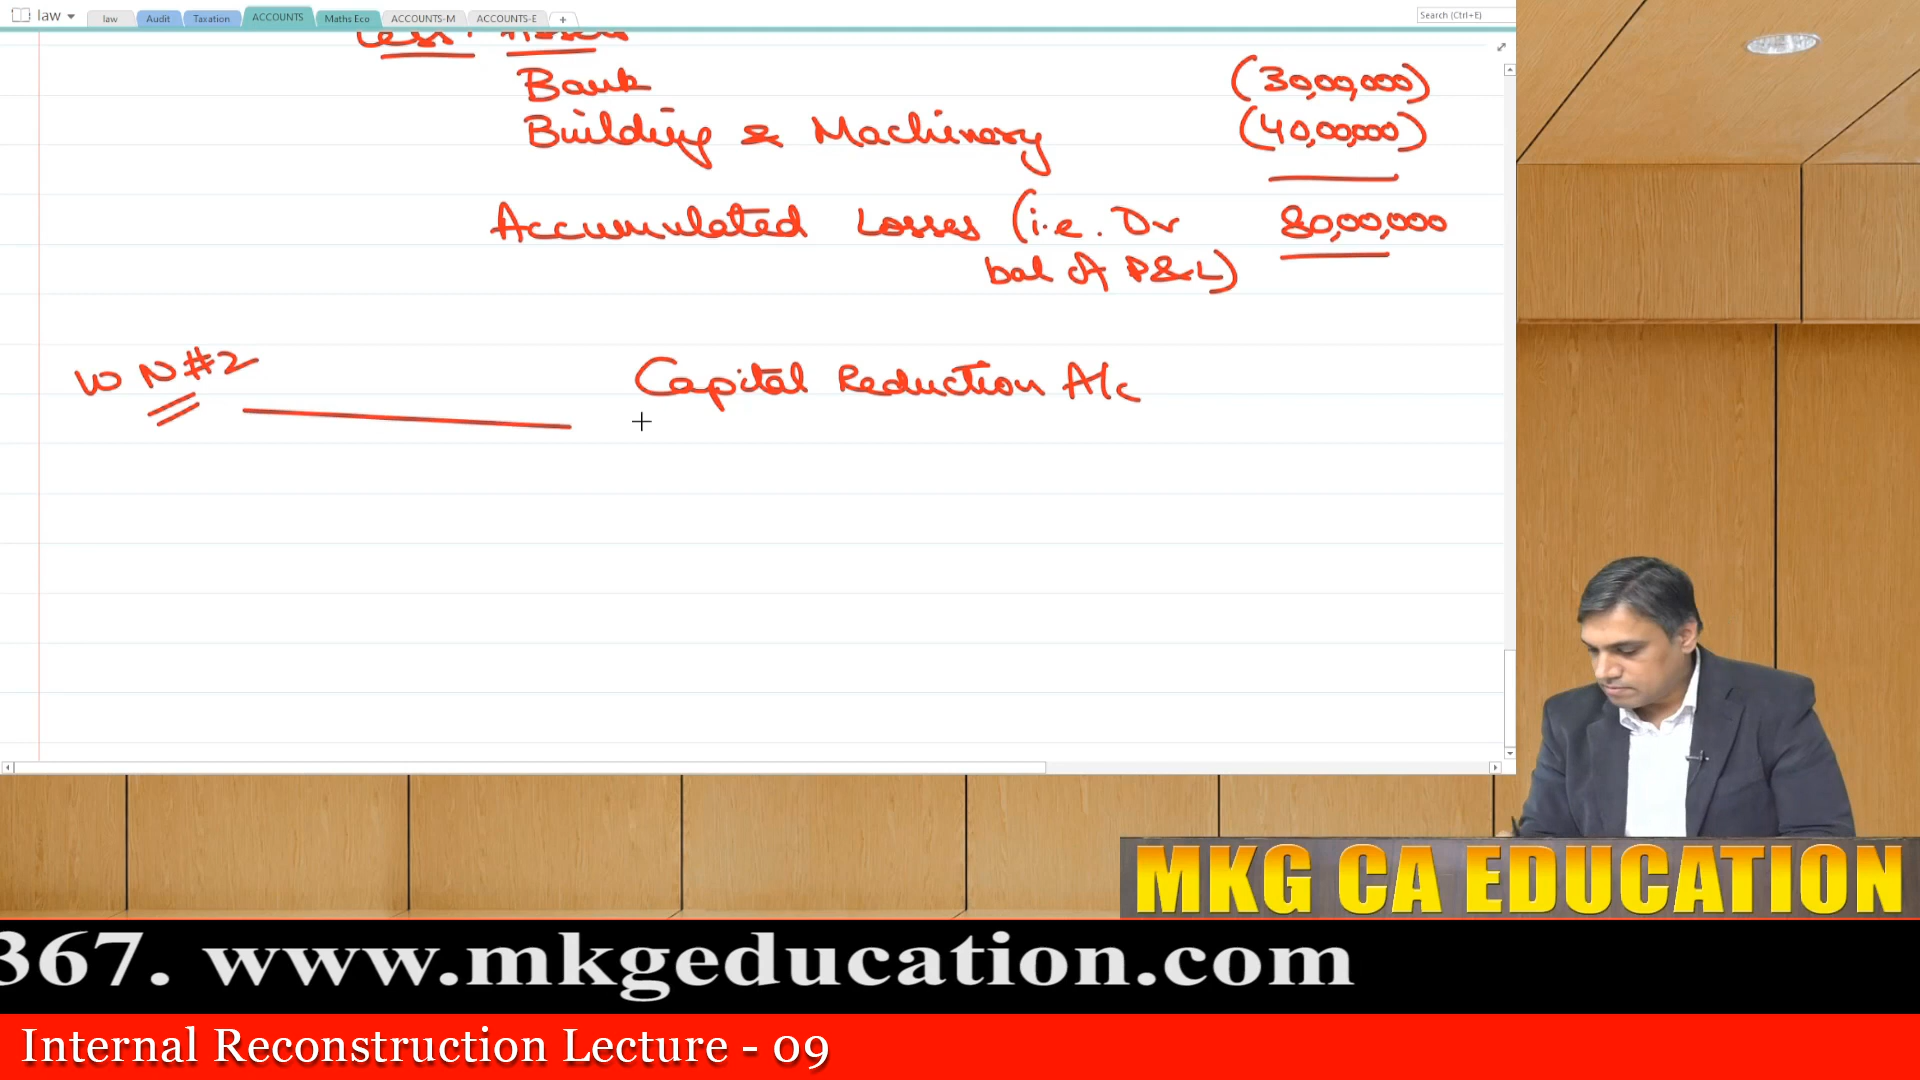 law
law Audit Taxation ACCOUNTS Maths Eco ACCOUNTS-M ACCOUNTS-E +
Search (Ctrl+E)
Less: Assets
Bank (30,00,000)
Building & Machinery (40,00,000)
Accumulated Losses (i.e. Dr 80,00,000
bal of P&L)
WN#2 Capital Reduction A/c
MKG CA EDUCATION
367. www.mkgeducation.com
Internal Reconstruction Lecture - 09